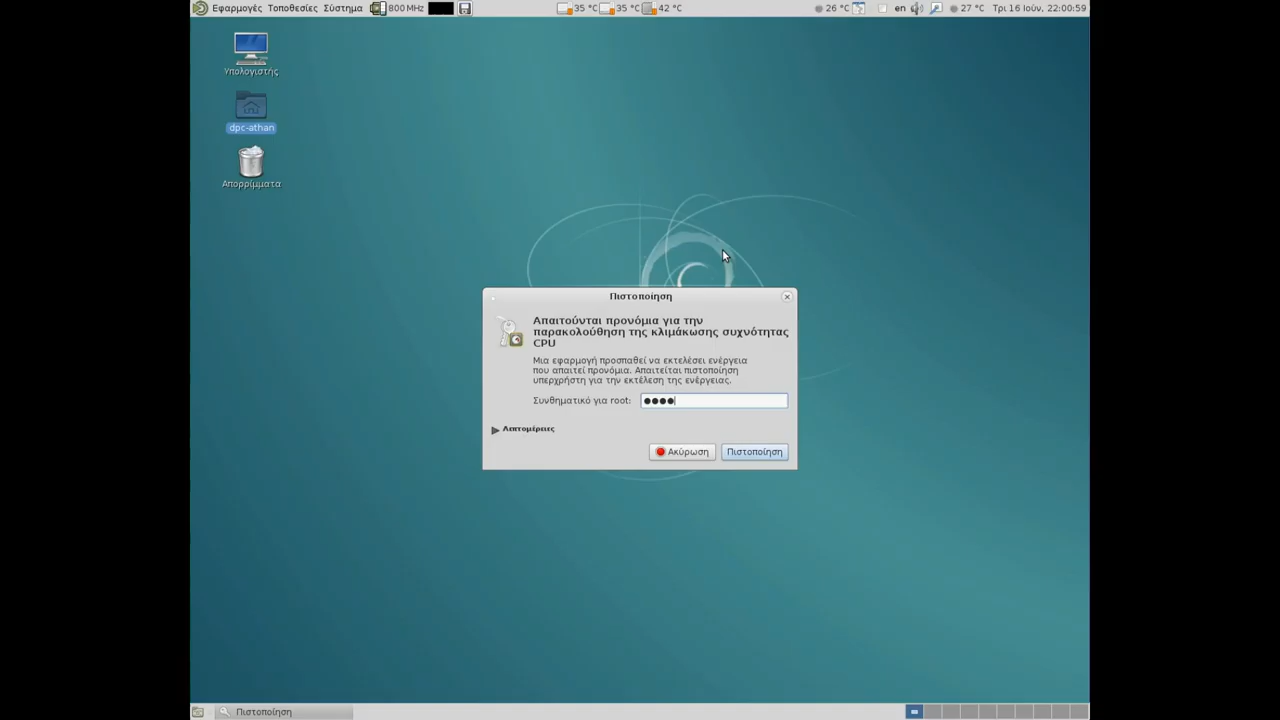 Εφαρμογές Τοποθεσίες Σύστημα 800 MHz 35 °C 35 °C 42 °C 26 °C en 27 °C Τρι 16 Ιούν, 22:00:59
Υπολογιστής
dpc-athan
Απορρίμματα
Πιστοποίηση
Απαιτούνται προνόμια για την
παρακολούθηση της κλιμάκωσης συχνότητας
CPU
Μια εφαρμογή προσπαθεί να εκτελέσει ενέργεια
που απαιτεί προνόμια. Απαιτείται πιστοποίηση
υπερχρήστη για την εκτέλεση της ενέργειας.
Συνθηματικό για root: ●●●●
Λεπτομέρειες
Ακύρωση Πιστοποίηση
Πιστοποίηση